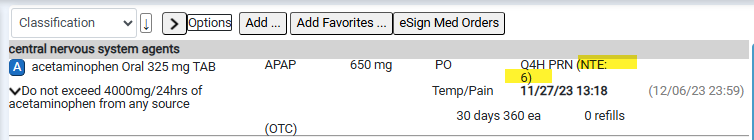 Classification ↓ > Options Add ... Add Favorites ... eSign Med Orders
central nervous system agents
A acetaminophen Oral 325 mg TAB APAP 650 mg PO Q4H PRN (NTE:
6)
Do not exceed 4000mg/24hrs of Temp/Pain 11/27/23 13:18 (12/06/23 23:59)
acetaminophen from any source
30 days 360 ea 0 refills
(OTC)